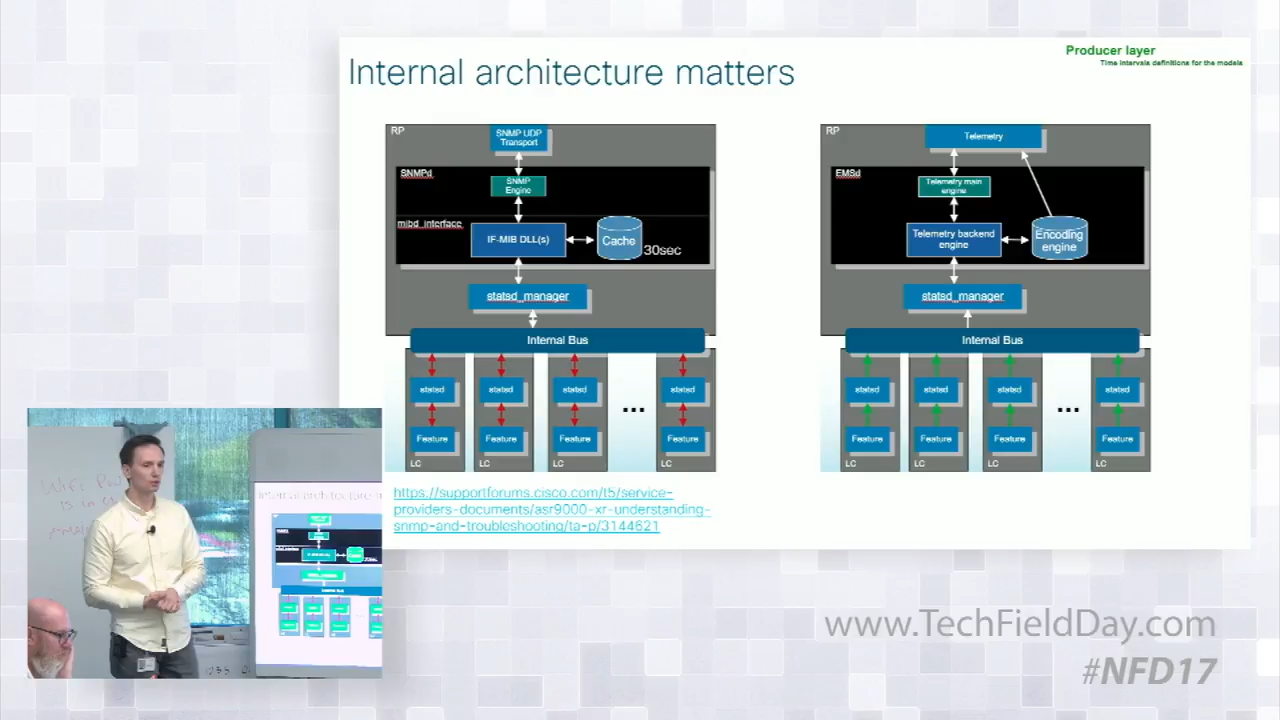 Internal architecture matters
Producer layer
Time intervals definitions for the models
RP
SNMP UDP
Transport
SNMPd
SNMP
Engine
mibd_interface
IF-MIB DLL(s)
Cache
30sec
statsd_manager
Internal Bus
statsd
statsd
statsd
...
statsd
Feature
Feature
Feature
Feature
LC
LC
LC
LC
https://supportforums.cisco.com/t5/service-
providers-documents/asr9000-xr-understanding-
snmp-and-troubleshooting/ta-p/3144621
RP
Telemetry
EMSd
Telemetry main
engine
Telemetry backend
engine
Encoding
engine
statsd_manager
Internal Bus
statsd
statsd
statsd
...
statsd
Feature
Feature
Feature
Feature
LC
LC
LC
LC
Internal architecture
www.TechFieldDay.com
#NFD17